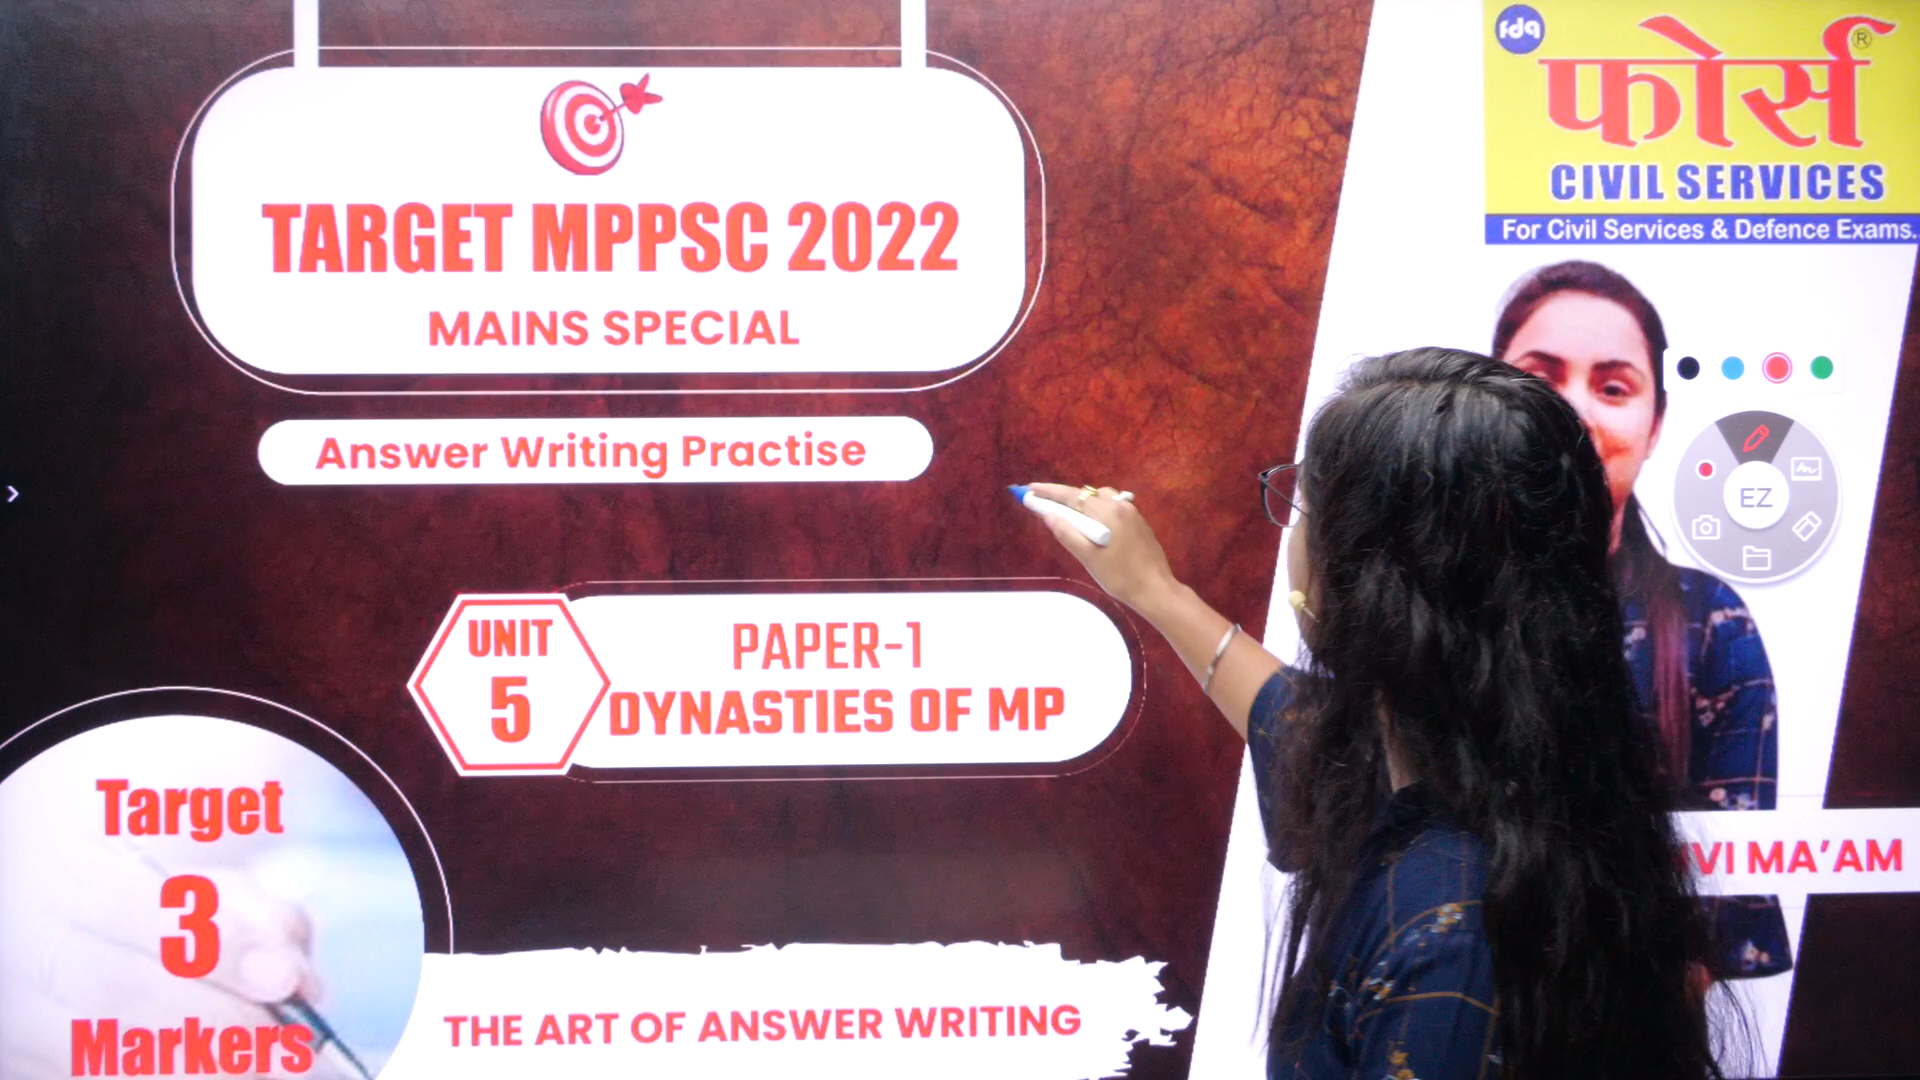 TARGET MPPSC 2022
MAINS SPECIAL
Answer Writing Practise
UNIT
5
PAPER-1
DYNASTIES OF MP
Target
3
Markers
THE ART OF ANSWER WRITING
fdq
फोर्स
®
CIVIL SERVICES
For Civil Services & Defence Exams.
EZ
MA'AM